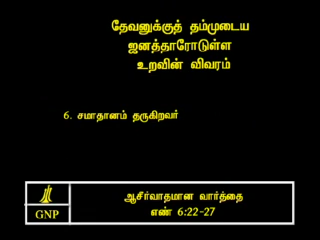 தேவனுக்குத் தம்முடைய
ஜனத்தாரோடுள்ள
உறவின் விவரம்
6. சமாதானம் தருகிறவர்
ஆசீர்வாதமான வார்த்தை
எண் 6:22-27
GNP